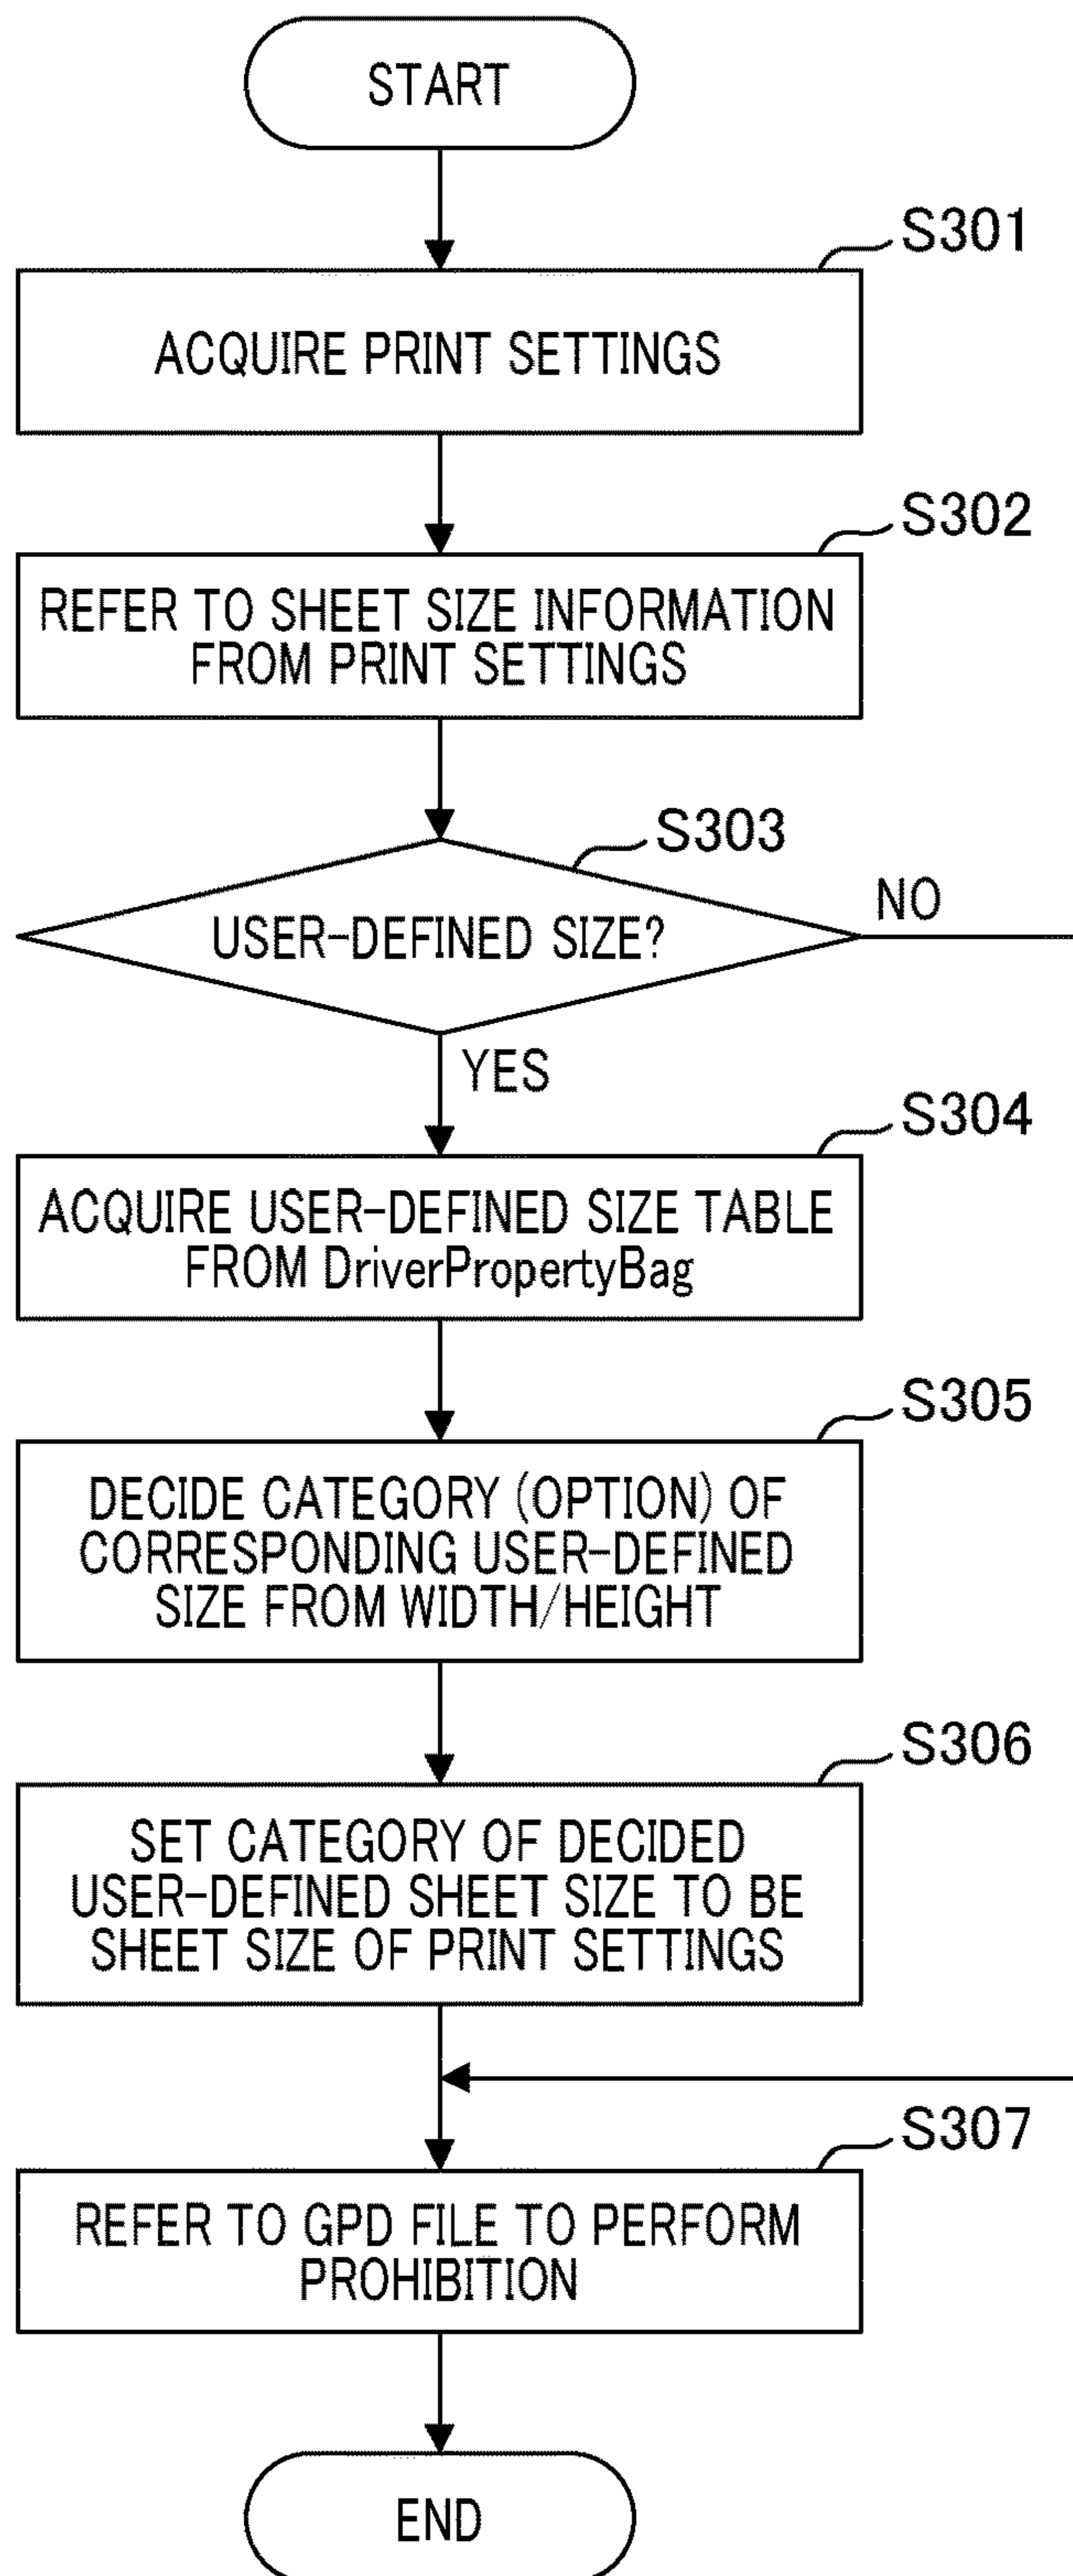 START
S301
ACQUIRE PRINT SETTINGS
S302
REFER TO SHEET SIZE INFORMATION
FROM PRINT SETTINGS
S303
USER-DEFINED SIZE?
NO
YES
S304
ACQUIRE USER-DEFINED SIZE TABLE
FROM DriverPropertyBag
S305
DECIDE CATEGORY (OPTION) OF
CORRESPONDING USER-DEFINED
SIZE FROM WIDTH/HEIGHT
S306
SET CATEGORY OF DECIDED
USER-DEFINED SHEET SIZE TO BE
SHEET SIZE OF PRINT SETTINGS
S307
REFER TO GPD FILE TO PERFORM
PROHIBITION
END